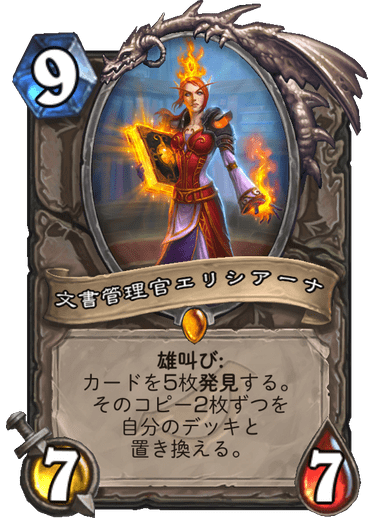 9
文書管理官エリシアーナ
雄叫び:
カードを5枚発見する。
そのコピー2枚ずつを
自分のデッキと
置き換える。
7
7